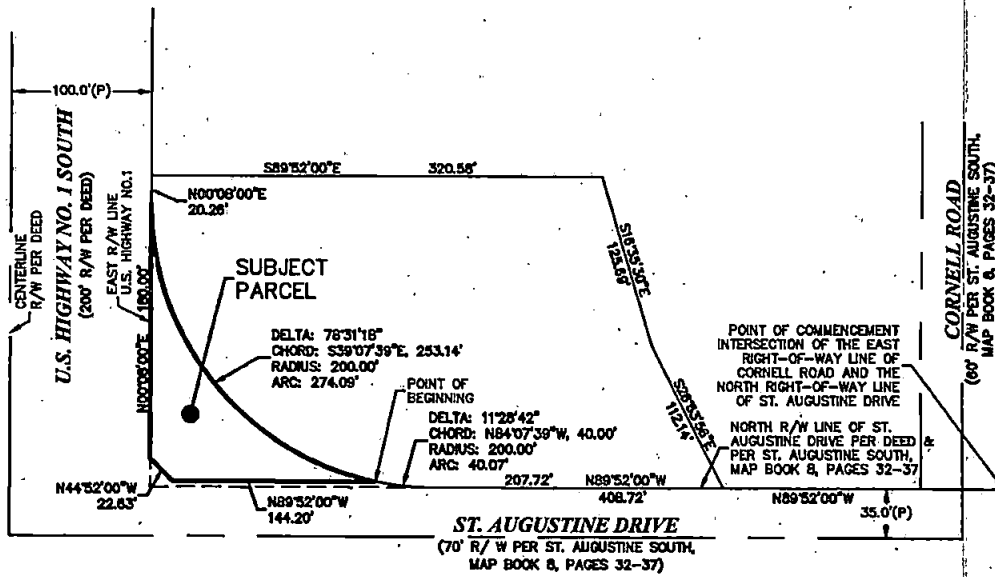 100.0'(P)
U.S. HIGHWAY NO. 1 SOUTH
(200' R/W PER DEED)
CENTERLINE
R/W PER DEED
EAST R/W LINE
U.S. HIGHWAY NO.1
N00°08'00"E 180.00'
S89°52'00"E 320.58'
N00°08'00"E
20.26'
SUBJECT
PARCEL
DELTA: 78°31'18"
CHORD: S39°07'39"E, 253.14'
RADIUS: 200.00'
ARC: 274.09'
POINT OF
BEGINNING
DELTA: 11°28'42"
CHORD: N84°07'39"W, 40.00'
RADIUS: 200.00'
ARC: 40.07'
S16°35'30"E
125.69'
S26°53'56"E
112.14'
POINT OF COMMENCEMENT
INTERSECTION OF THE EAST
RIGHT-OF-WAY LINE OF
CORNELL ROAD AND THE
NORTH RIGHT-OF-WAY LINE
OF ST. AUGUSTINE DRIVE
NORTH R/W LINE OF ST.
AUGUSTINE DRIVE PER DEED &
PER ST. AUGUSTINE SOUTH,
MAP BOOK 8, PAGES 32-37
CORNELL ROAD
(60' R/W PER ST. AUGUSTINE SOUTH,
MAP BOOK 8, PAGES 32-37)
N44°52'00"W
22.63'
N89°52'00"W
144.20'
207.72' N89°52'00"W
408.72' N89°52'00"W
35.0'(P)
ST. AUGUSTINE DRIVE
(70' R/ W PER ST. AUGUSTINE SOUTH,
MAP BOOK 8, PAGES 32-37)